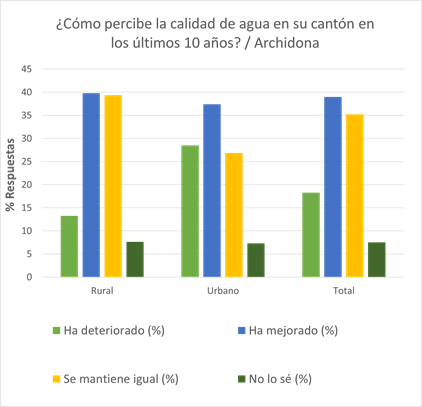 ¿Cómo percibe la calidad de agua en su cantón en
los últimos 10 años? / Archidona
% Respuestas
45
40
35
30
25
20
15
10
5
0
Rural
Urbano
Total
Ha deteriorado (%)
Ha mejorado (%)
Se mantiene igual (%)
No lo sé (%)